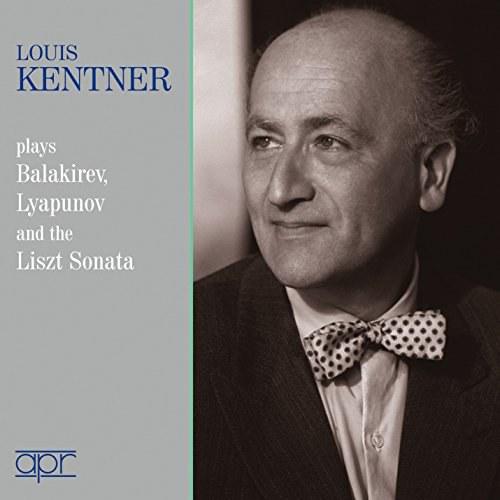 LOUIS
KENTNER
plays
Balakirev,
Lyapunov
and the
Liszt Sonata
apr